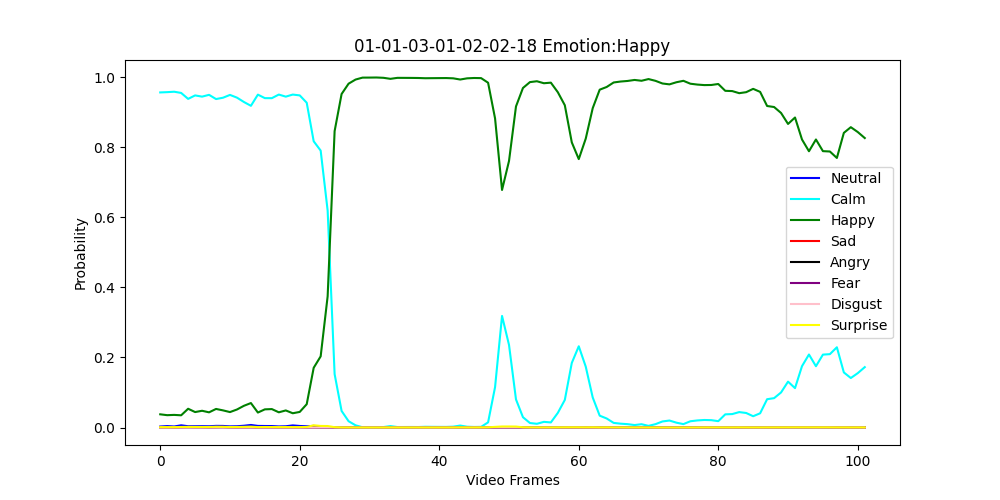 01-01-03-01-02-02-18 Emotion:Happy
1.0
0.8
0.6
0.4
0.2
0.0
Probability
0
20
40
60
80
100
Video Frames
Neutral
Calm
Happy
Sad
Angry
Fear
Disgust
Surprise